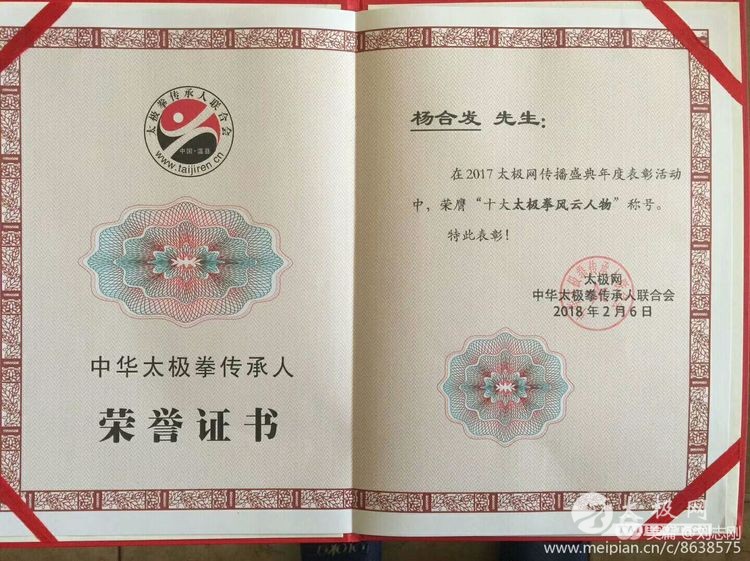 太极拳传承人联合会
中国·温县
www.taijiren.cn
中华太极拳传承人
荣誉证书
杨合发 先生：
在2017太极网传播盛典年度表彰活动
中，荣膺“十大太极拳风云人物”称号。
特此表彰！
太极网
中华太极拳传承人联合会
2018年2月6日
太极网
美篇 @刘志刚
www.meipian.cn/c/8638575